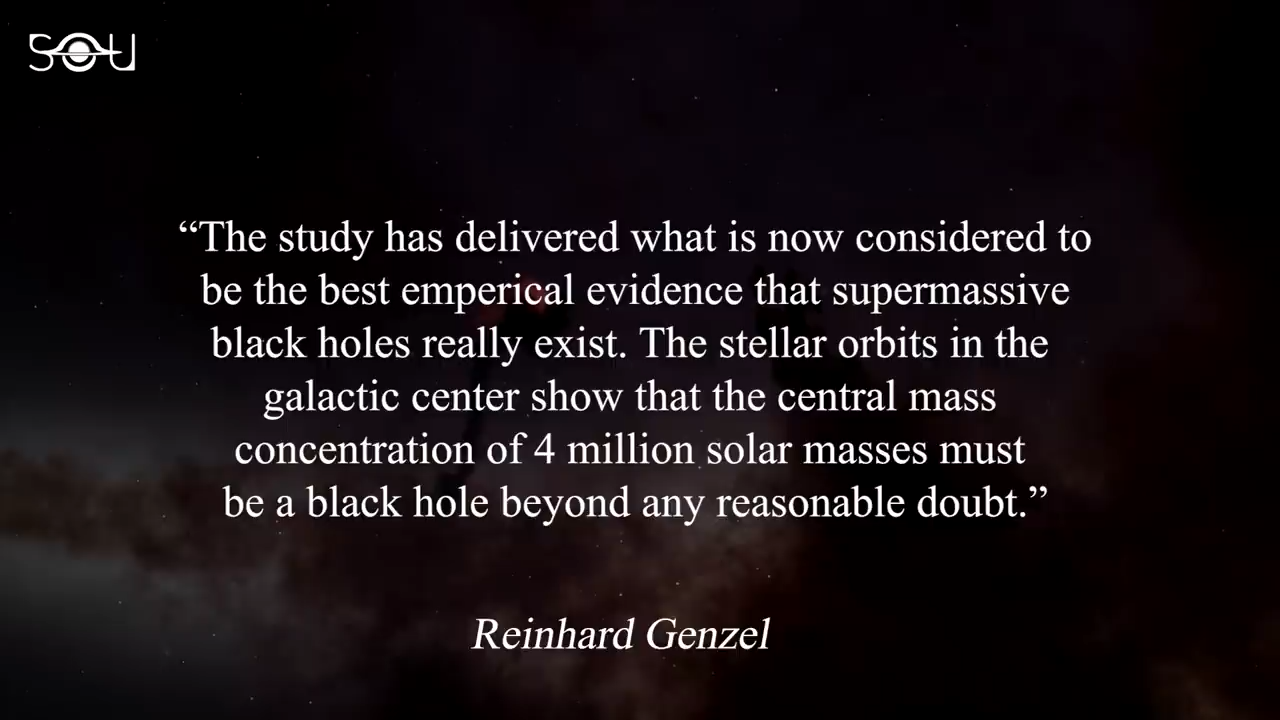 SOU
“The study has delivered what is now considered to
be the best emperical evidence that supermassive
black holes really exist. The stellar orbits in the
galactic center show that the central mass
concentration of 4 million solar masses must
be a black hole beyond any reasonable doubt.”
Reinhard Genzel